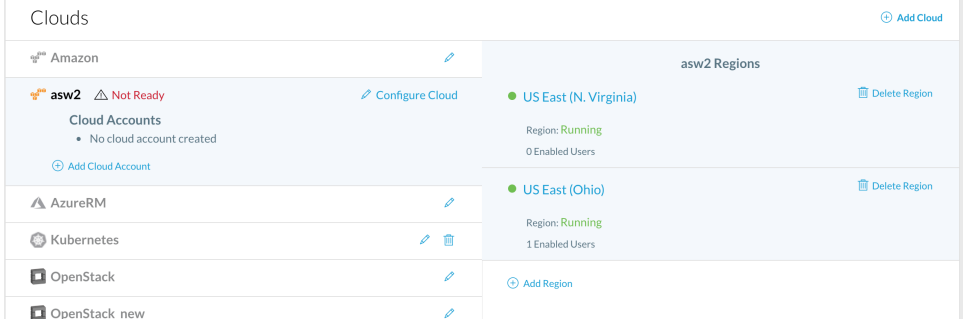 Clouds
Add Cloud
Amazon
asw2 Not Ready Configure Cloud
Cloud Accounts
• No cloud account created
Add Cloud Account
AzureRM
Kubernetes
OpenStack
OpenStack_new
asw2 Regions
US East (N. Virginia) Delete Region
Region: Running
0 Enabled Users
US East (Ohio) Delete Region
Region: Running
1 Enabled Users
Add Region